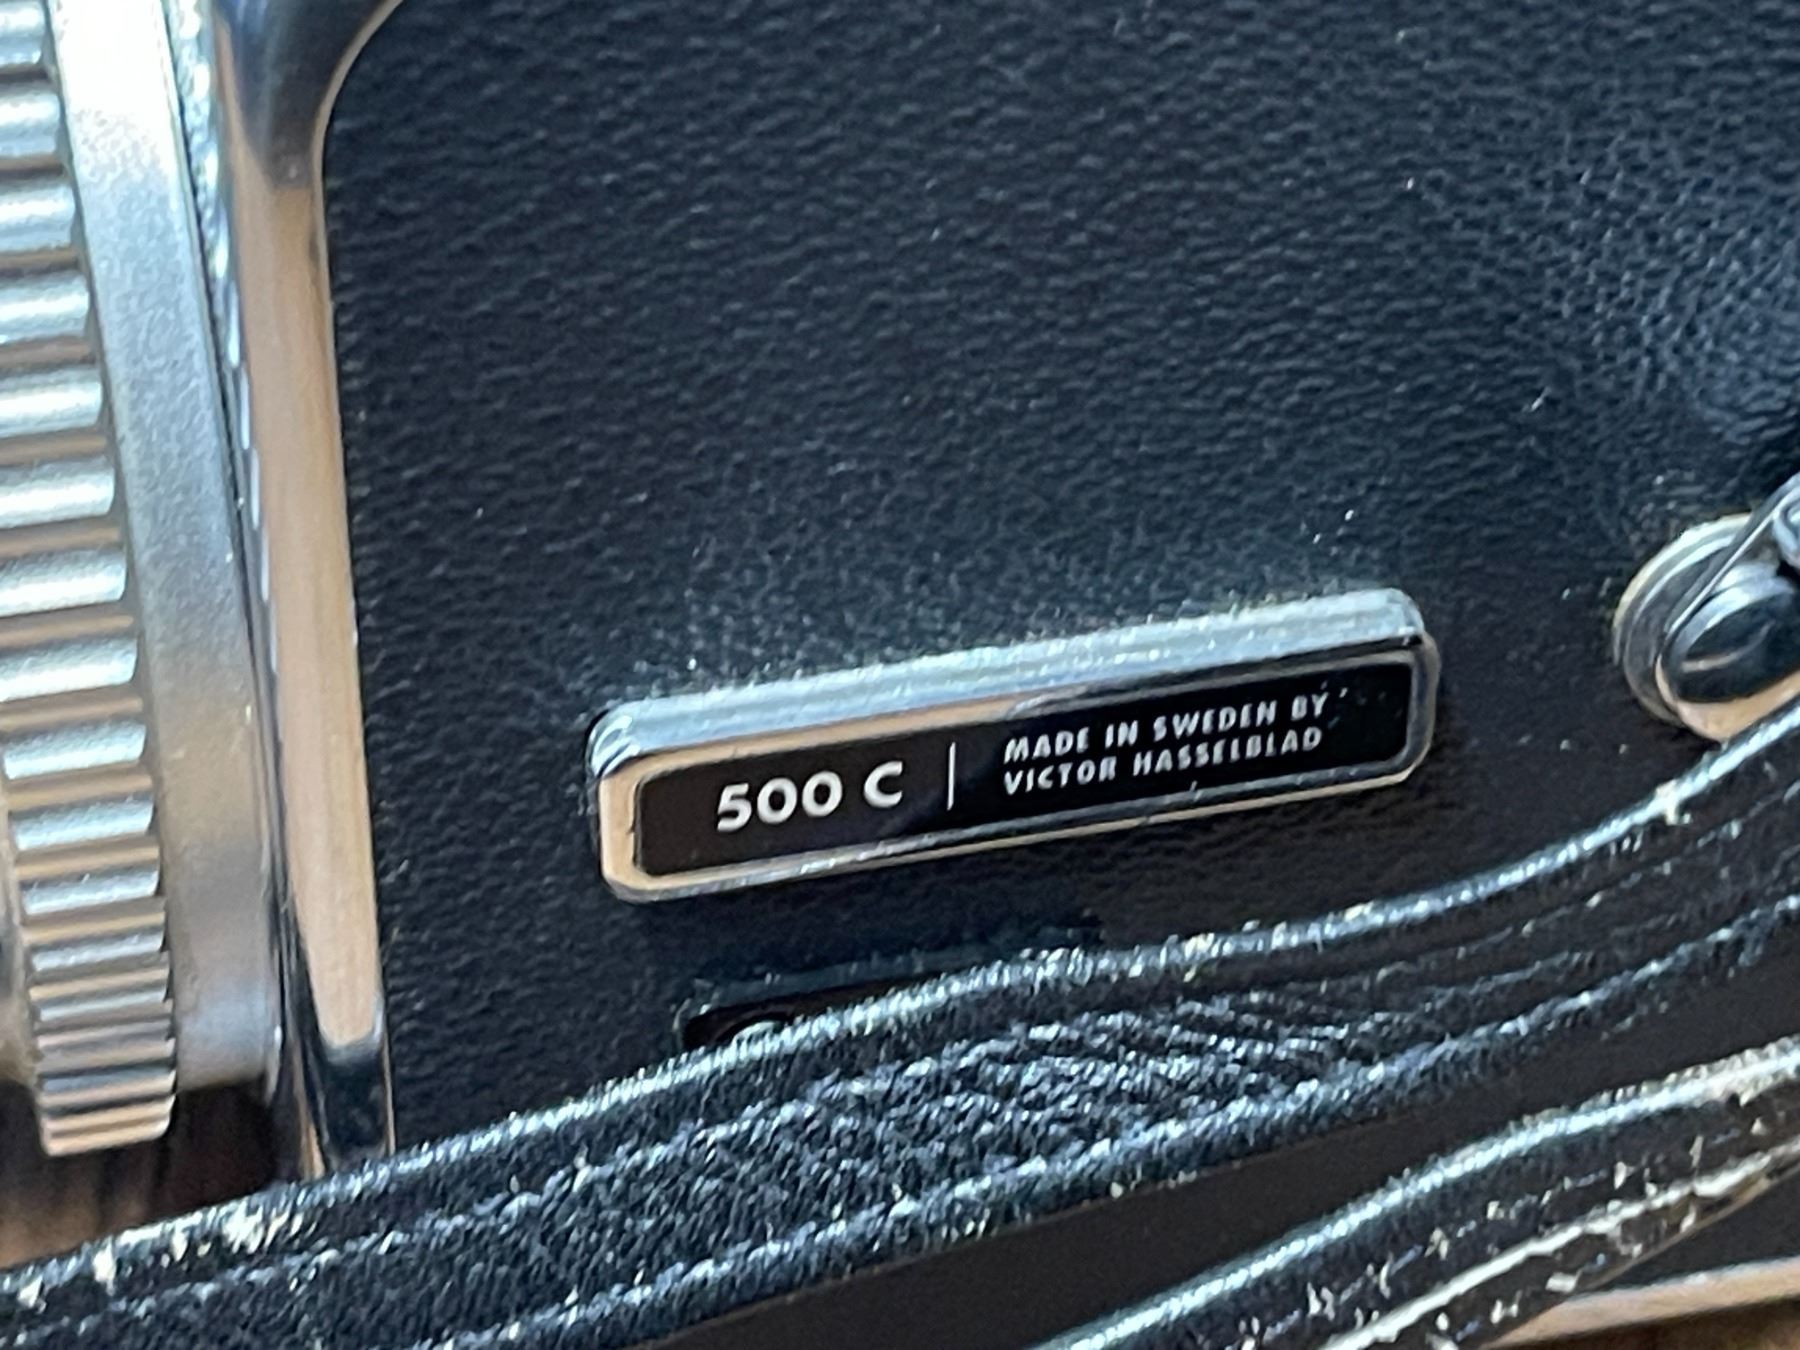 500 C
MADE IN SWEDEN BY
VICTOR HASSELBLAD